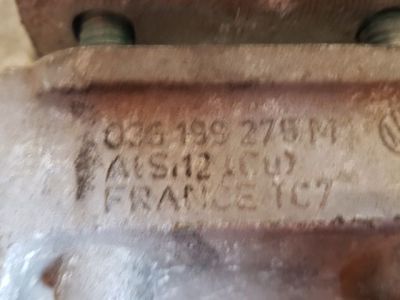 036 199 275 M
AlSi12 (Cu)
FRANCE 1C7